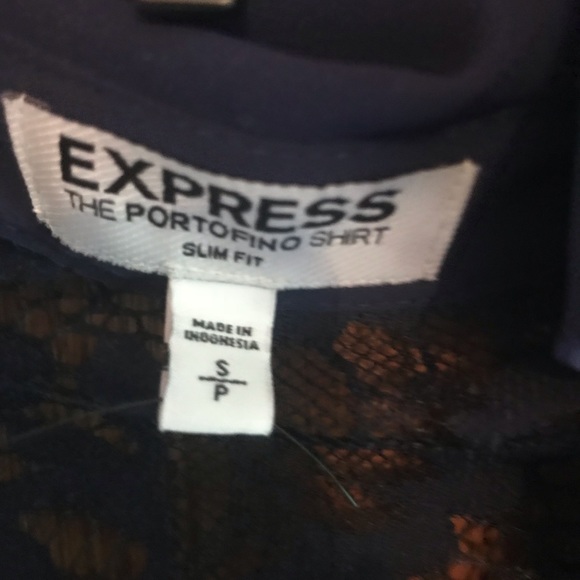 EXPRESS
THE PORTOFINO SHIRT
SLIM FIT
MADE IN
INDONESIA
S
P